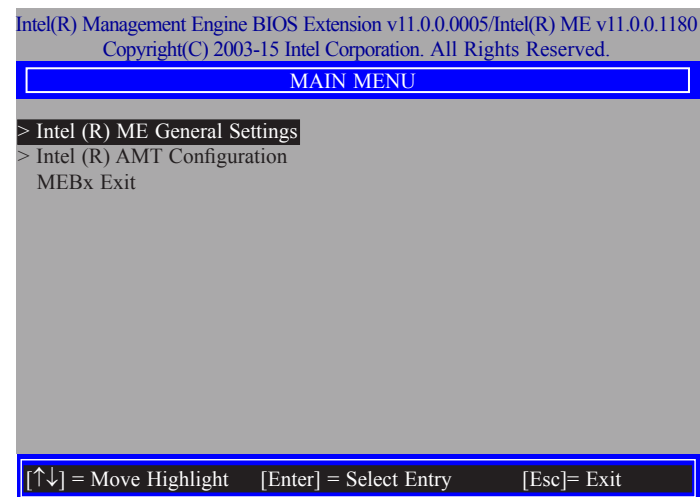 Intel(R) Management Engine BIOS Extension v11.0.0.0005/Intel(R) ME v11.0.0.1180
Copyright(C) 2003-15 Intel Corporation. All Rights Reserved.
MAIN MENU
> Intel (R) ME General Settings
> Intel (R) AMT Configuration
MEBx Exit
[↑↓] = Move Highlight [Enter] = Select Entry [Esc]= Exit